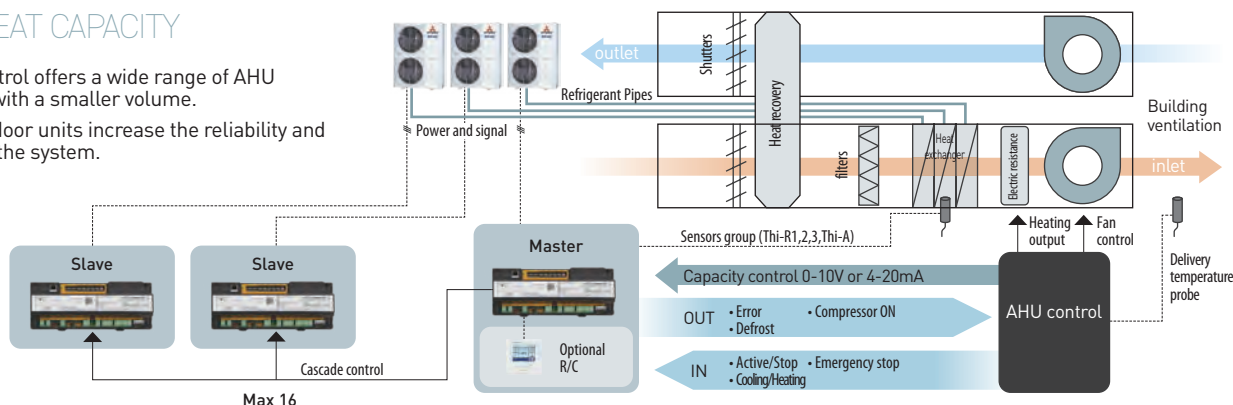 EAT CAPACITY
trol offers a wide range of AHU
with a smaller volume.
door units increase the reliability and
the system.
outlet
Shutters
Heat recovery
Refrigerant Pipes
Power and signal
Building
ventilation
filters
Heat
exchanger
Electric resistance
inlet
Sensors group (Thi-R1,2,3,Thi-A)
Heating
output
Fan
control
Delivery
temperature
probe
Slave
Slave
Master
Capacity control 0-10V or 4-20mA
AHU control
OUT
• Error
• Compressor ON
• Defrost
Optional
R/C
IN
• Active/Stop
• Emergency stop
• Cooling/Heating
Cascade control
Max 16